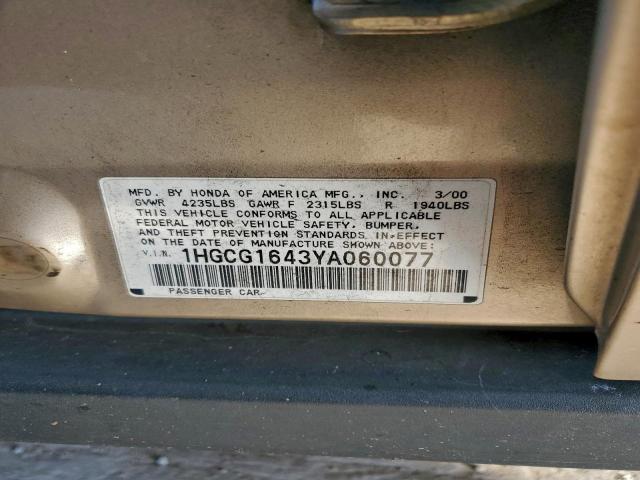 MFD. BY HONDA OF AMERICA MFG., INC. 3/00
GVWR 4235LBS GAWR F 2315LBS R 1940LBS
THIS VEHICLE CONFORMS TO ALL APPLICABLE
FEDERAL MOTOR VEHICLE SAFETY, BUMPER,
AND THEFT PREVENTION STANDARDS IN EFFECT
ON THE DATE OF MANUFACTURE SHOWN ABOVE:
V.I.N. 1HGCG1643YA060077
PASSENGER CAR